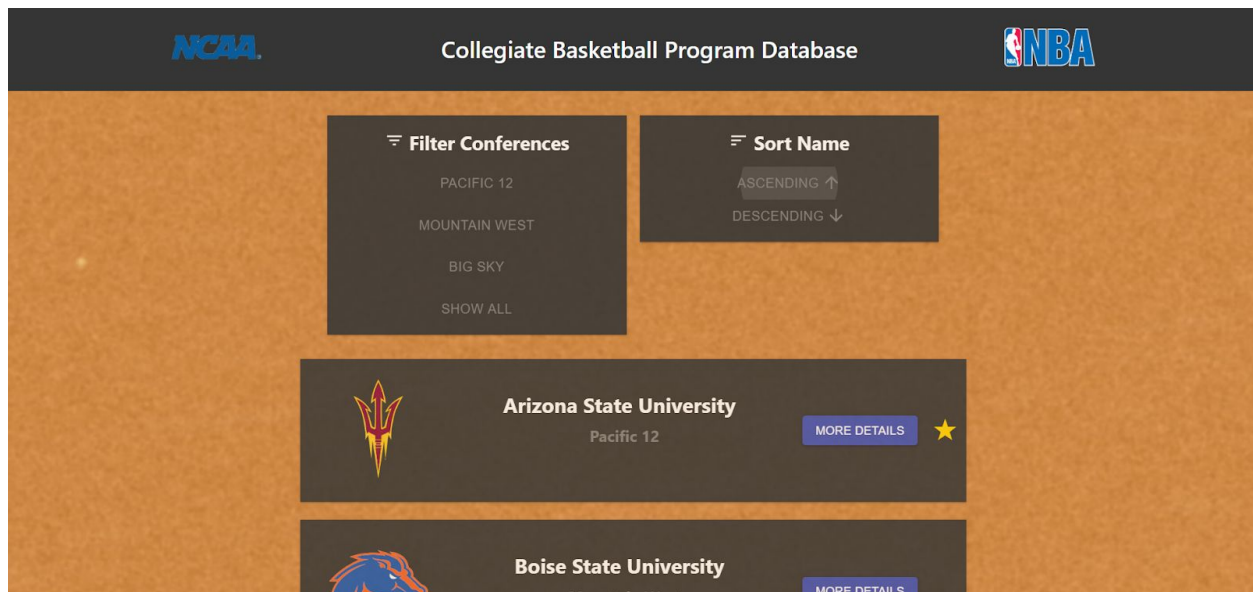 NCAA.
Collegiate Basketball Program Database
NBA
Filter Conferences
PACIFIC 12
MOUNTAIN WEST
BIG SKY
SHOW ALL
Sort Name
ASCENDING
DESCENDING
Arizona State University
Pacific 12
MORE DETAILS
Boise State University
MORE DETAILS